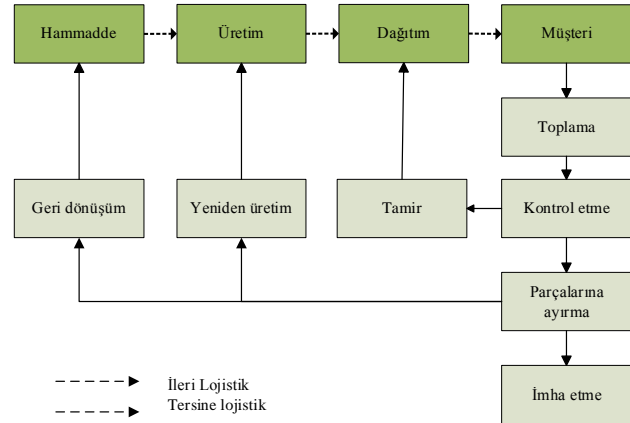 Hammadde
Üretim
Dağıtım
Müşteri
Toplama
Geri dönüşüm
Yeniden üretim
Tamir
Kontrol etme
Parçalarına
ayırma
İmha etme
İleri Lojistik
Tersine lojistik